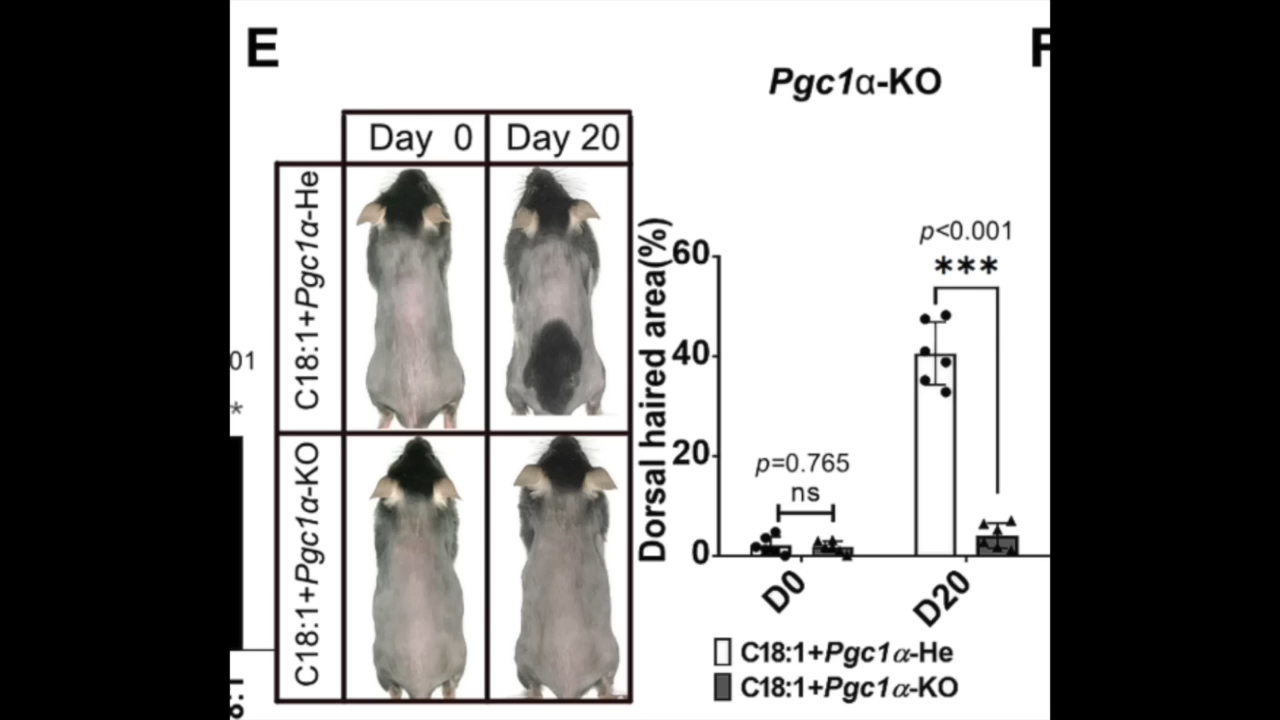 E
F
Pgc1α-KO
Day 0
Day 20
C18:1+Pgc1α-He
C18:1+Pgc1α-KO
01
*
Dorsal haired area(%)
60
40
20
0
p<0.001
***
p=0.765
ns
D0
D20
C18:1+Pgc1α-He
C18:1+Pgc1α-KO